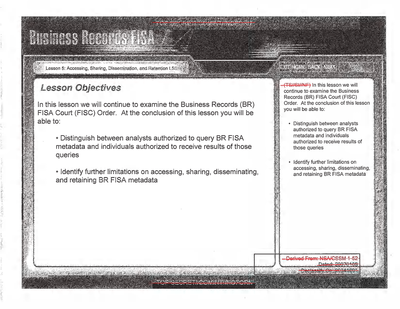 TOP SECRET//COMINT//NOFORN
Business Records FISA
Lesson 5: Accessing, Sharing, Dissemination, and Retention
Lesson Objectives
In this lesson we will continue to examine the Business Records (BR)
FISA Court (FISC) Order. At the conclusion of this lesson you will be
able to:
• Distinguish between analysts authorized to query BR FISA
metadata and individuals authorized to receive results of those
queries
• Identify further limitations on accessing, sharing, disseminating,
and retaining BR FISA metadata
(TS//SI//NF) In this lesson we will
continue to examine the Business
Records (BR) FISA Court (FISC)
Order. At the conclusion of this lesson
you will be able to:
• Distinguish between analysts
authorized to query BR FISA
metadata and individuals
authorized to receive results of
those queries
• Identify further limitations on
accessing, sharing, disseminating,
and retaining BR FISA metadata
Derived From: NSA/CSSM 1-52
Dated: 20070108
TOP SECRET//COMINT//NOFORN